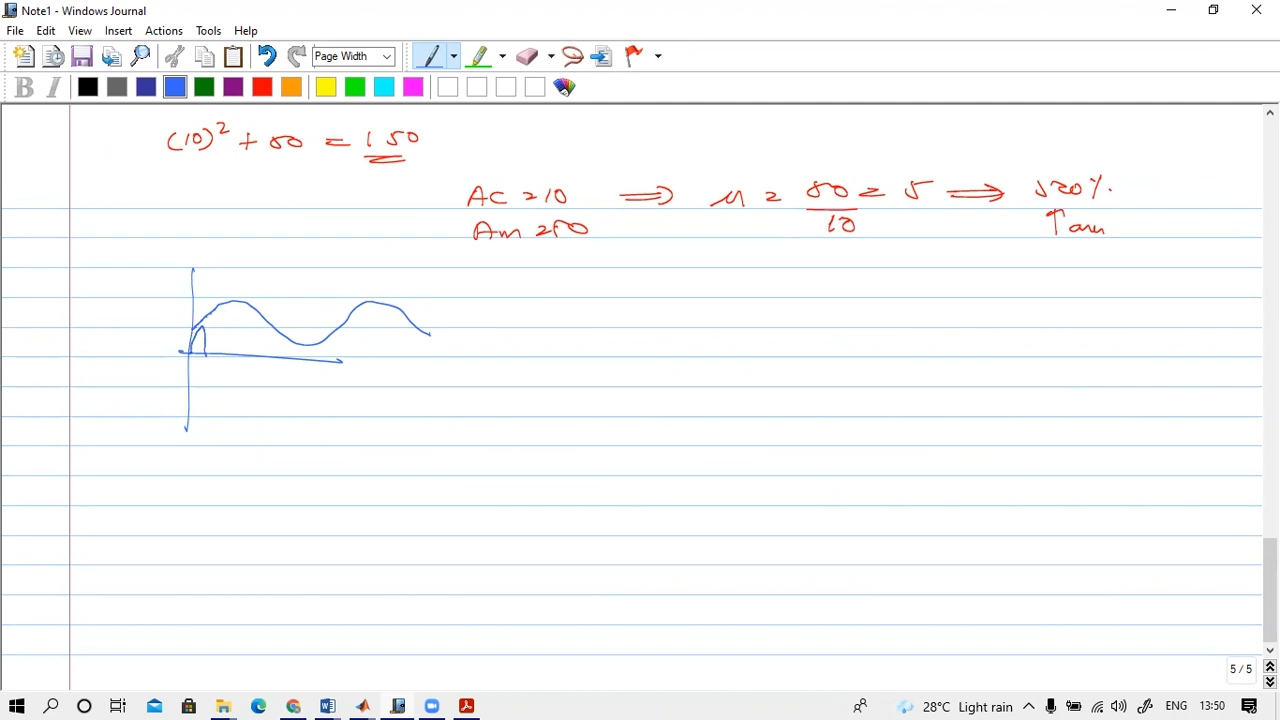 Note1 - Windows Journal
File Edit View Insert Actions Tools Help
Page Width
B I
(10)² + 50 = 150
AC = 10 ⟹ μ = 50/10 = 5 ⟹ 500%
Am = 50 ↑
5 / 5
28°C Light rain ENG 13:50